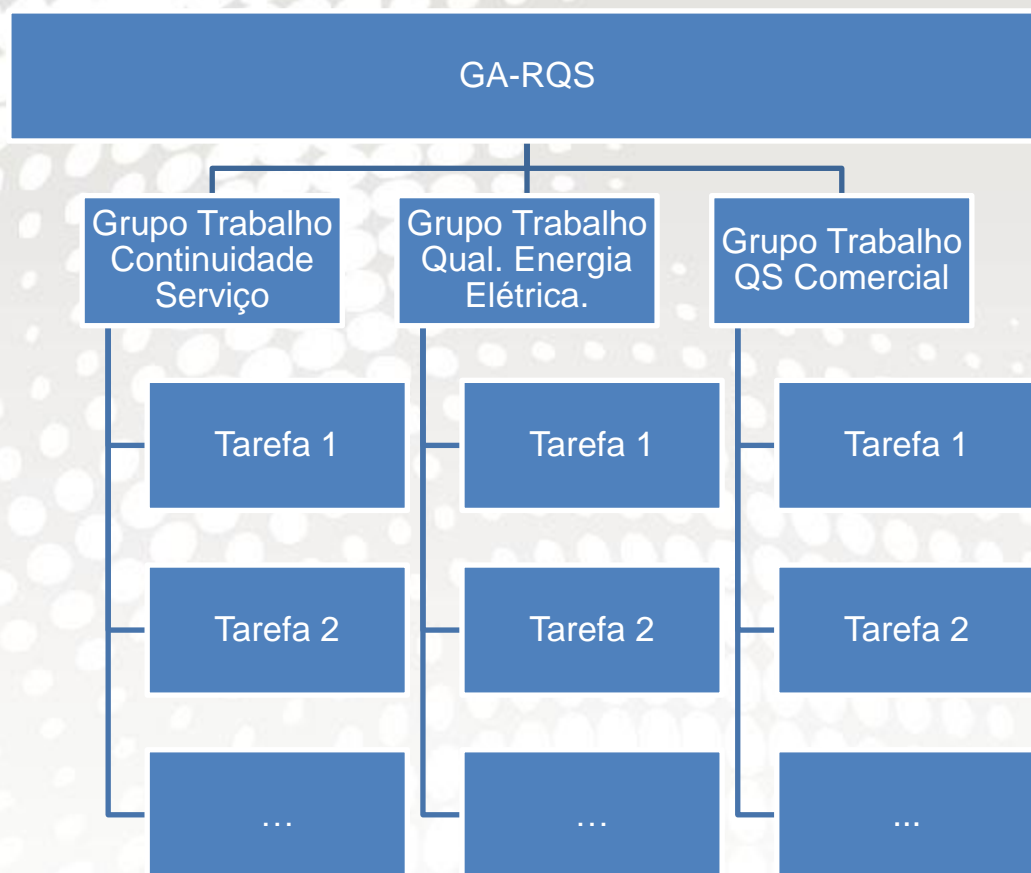 GA-RQS
Grupo Trabalho
Continuidade
Serviço
Grupo Trabalho
Qual. Energia
Elétrica.
Grupo Trabalho
QS Comercial
Tarefa 1
Tarefa 1
Tarefa 1
Tarefa 2
Tarefa 2
Tarefa 2
…
…
...